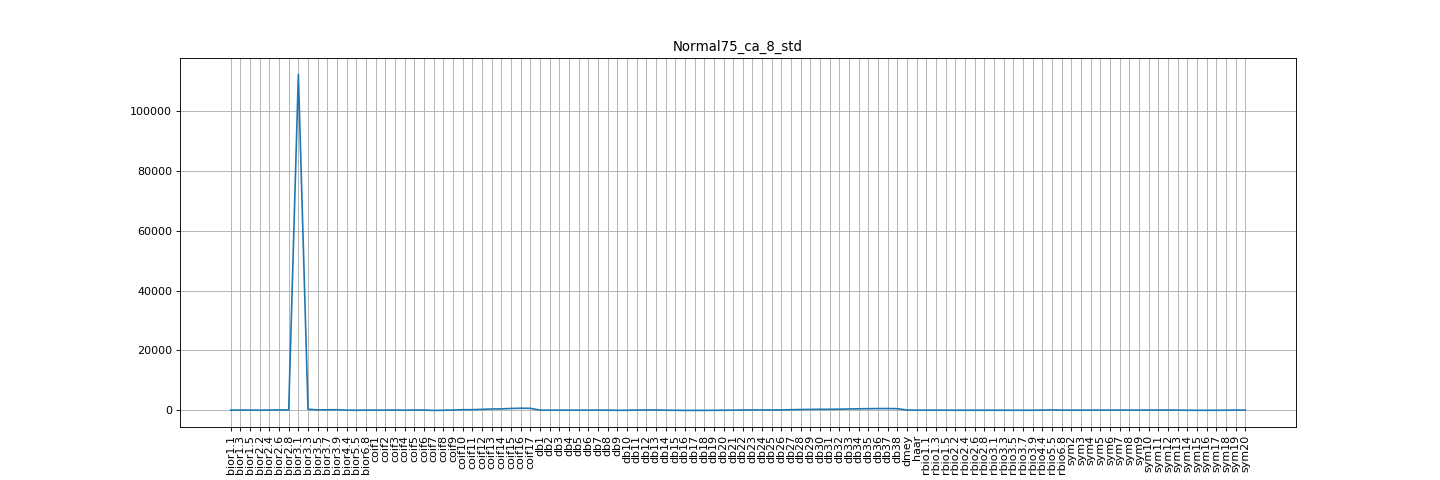 Normal75_ca_8_std
100000
80000
60000
40000
20000
0
bior1.1
bior1.3
bior1.5
bior2.2
bior2.4
bior2.6
bior2.8
bior3.1
bior3.3
bior3.5
bior3.7
bior3.9
bior4.4
bior5.5
bior6.8
coif1
coif2
coif3
coif4
coif5
coif6
coif7
coif8
coif9
coif10
coif11
coif12
coif13
coif14
coif15
coif16
coif17
db1
db2
db3
db4
db5
db6
db7
db8
db9
db10
db11
db12
db13
db14
db15
db16
db17
db18
db19
db20
db21
db22
db23
db24
db25
db26
db27
db28
db29
db30
db31
db32
db33
db34
db35
db36
db37
db38
dmey
haar
rbio1.1
rbio1.3
rbio1.5
rbio2.2
rbio2.4
rbio2.6
rbio2.8
rbio3.1
rbio3.3
rbio3.5
rbio3.7
rbio3.9
rbio4.4
rbio5.5
rbio6.8
sym2
sym3
sym4
sym5
sym6
sym7
sym8
sym9
sym10
sym11
sym12
sym13
sym14
sym15
sym16
sym17
sym18
sym19
sym20